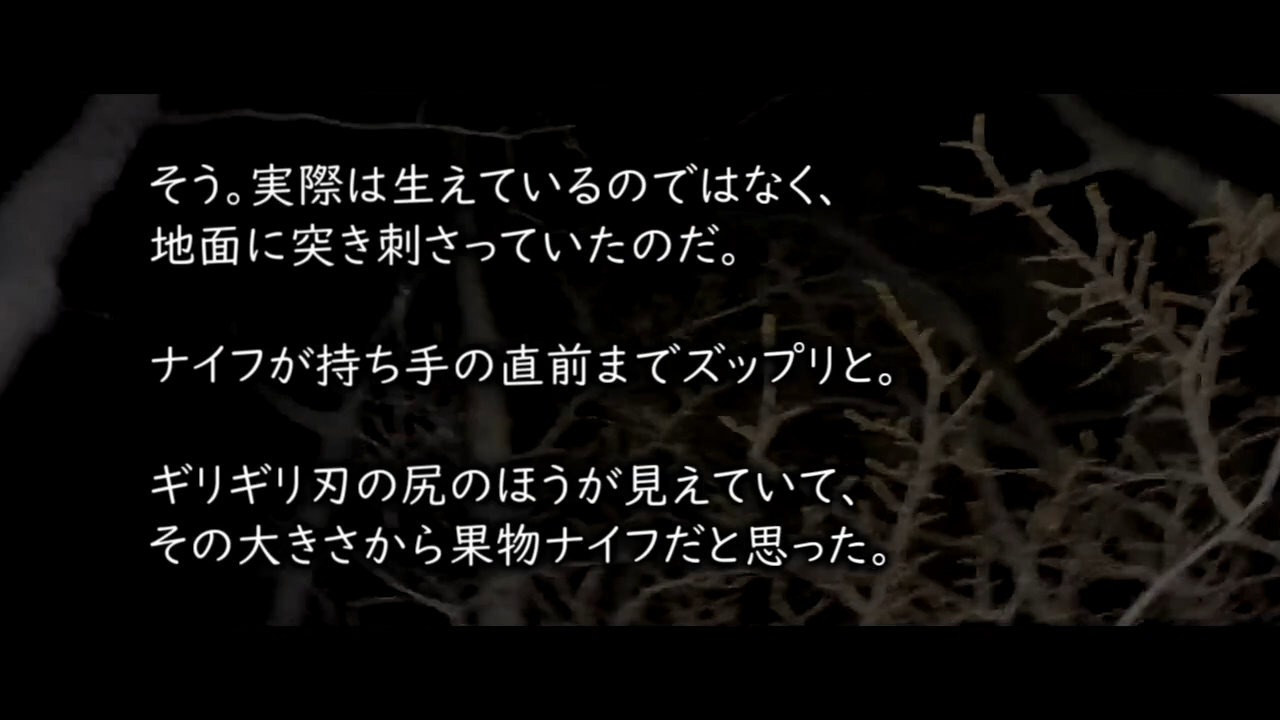 そう。実際は生えているのではなく、
地面に突き刺さっていたのだ。
ナイフが持ち手の直前までズップリと。
ギリギリ刃の尻のほうが見えていて、
その大きさから果物ナイフだと思った。